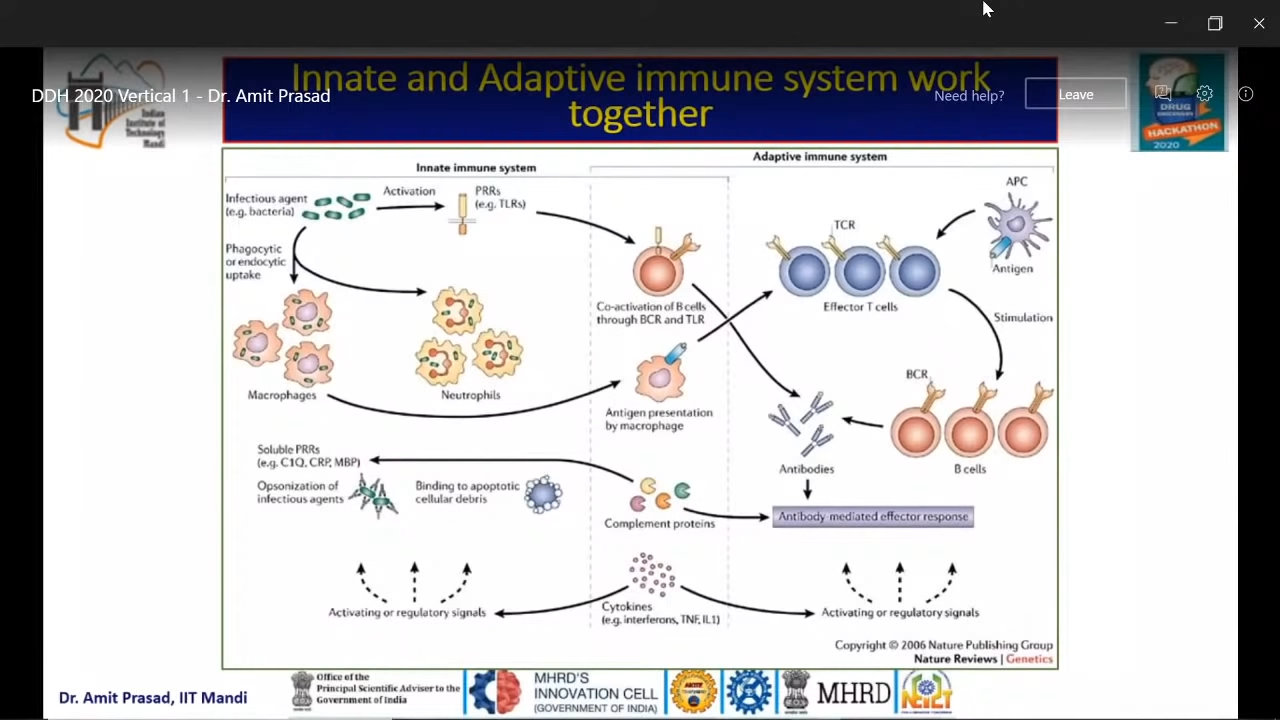 Innate and Adaptive immune system work
together
DDH 2020 Vertical 1 - Dr. Amit Prasad
Need help?
Leave
Indian
Institute of
Technology
Mandi
DRUG
HACKATHON
2020
Innate immune system
Adaptive immune system
Infectious agent
(e.g. bacteria)
Activation
PRRs
(e.g. TLRs)
APC
TCR
Antigen
Phagocytic
or endocytic
uptake
Co-activation of B cells
through BCR and TLR
Effector T cells
Stimulation
Macrophages
Neutrophils
BCR
Antigen presentation
by macrophage
Soluble PRRs
(e.g. C1Q, CRP, MBP)
Opsonization of
infectious agents
Binding to apoptotic
cellular debris
Antibodies
B cells
Complement proteins
Antibody-mediated effector response
Activating or regulatory signals
Cytokines
(e.g. interferons, TNF, IL1)
Activating or regulatory signals
Copyright © 2006 Nature Publishing Group
Nature Reviews | Genetics
Dr. Amit Prasad, IIT Mandi
Office of the
Principal Scientific Adviser to the
Government of India
MHRD'S
INNOVATION CELL
(GOVERNMENT OF INDIA)
MHRD